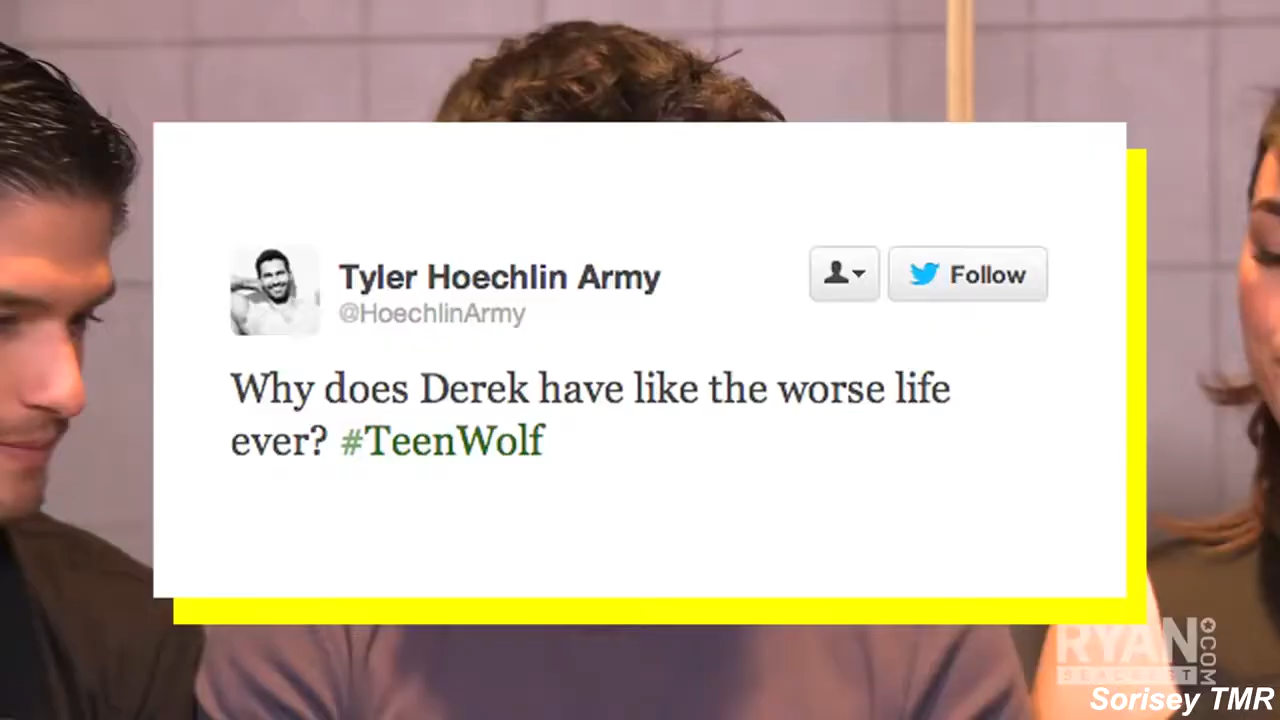 Tyler Hoechlin Army
@HoechlinArmy
Follow
Why does Derek have like the worse life
ever? #TeenWolf
RYAN
SEACREST
.COM
Sorisey TMR